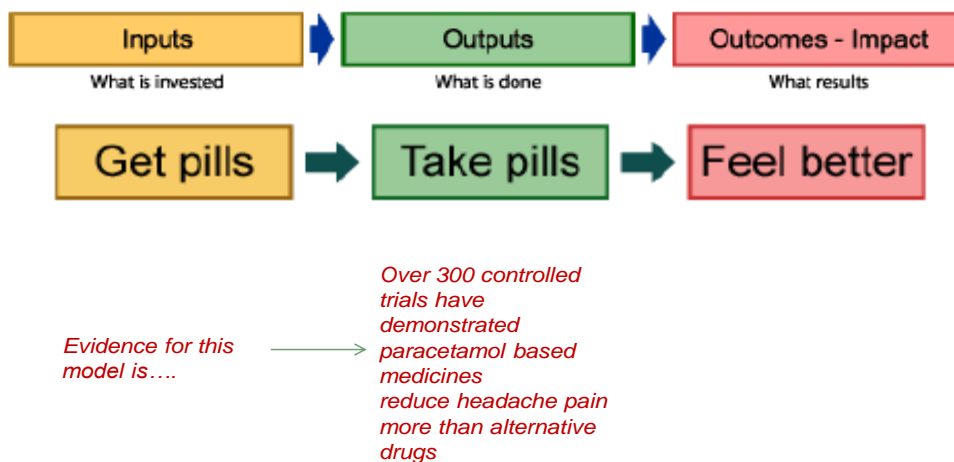 Inputs
Outputs
Outcomes - Impact
What is invested
What is done
What results
Get pills
Take pills
Feel better
Evidence for this
model is….
Over 300 controlled
trials have
demonstrated
paracetamol based
medicines
reduce headache pain
more than alternative
drugs